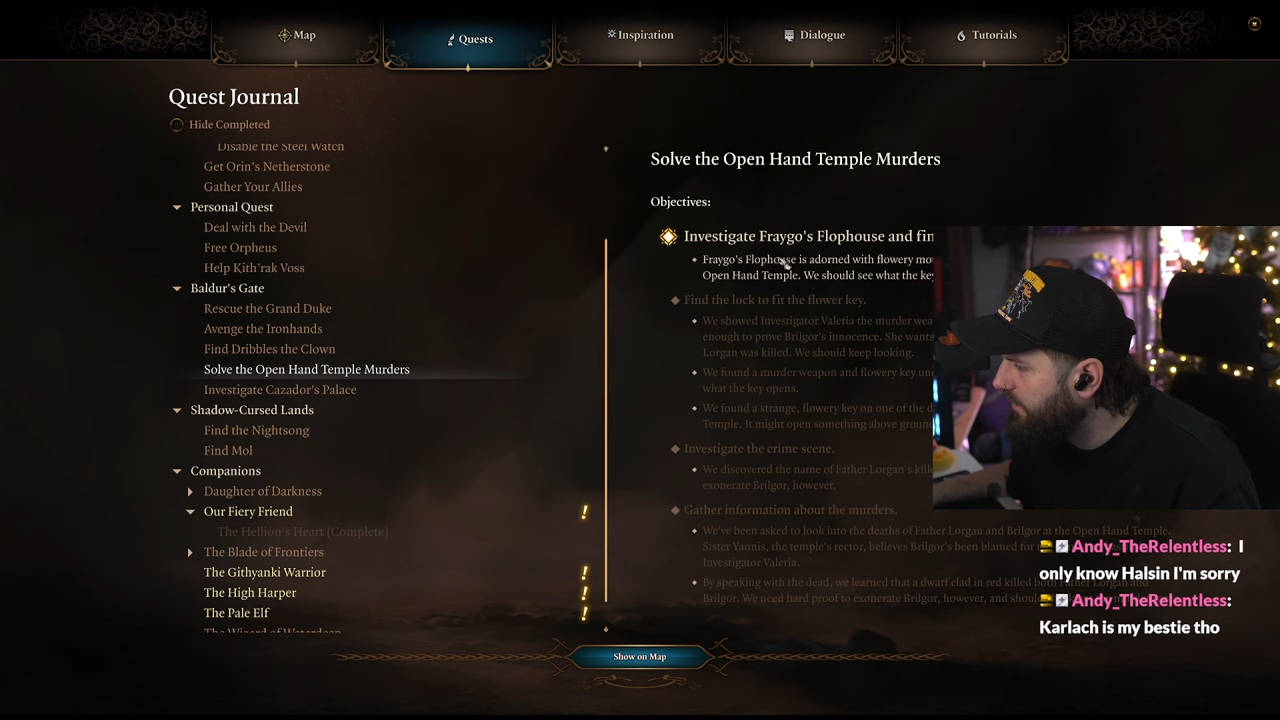 Map
Quests
Inspiration
Dialogue
Tutorials
Quest Journal
Hide Completed
Disable the Steel Watch
Get Orin's Netherstone
Gather Your Allies
Personal Quest
Deal with the Devil
Free Orpheus
Help Kith'rak Voss
Baldur's Gate
Rescue the Grand Duke
Avenge the Ironhands
Find Dribbles the Clown
Solve the Open Hand Temple Murders
Investigate Cazador's Palace
Shadow-Cursed Lands
Find the Nightsong
Find Mol
Companions
Daughter of Darkness
Our Fiery Friend
!
The Hellion's Heart (Complete)
The Blade of Frontiers
The Githyanki Warrior
!
The High Harper
!
The Pale Elf
!
The Wizard of Waterdeep
Solve the Open Hand Temple Murders
Objectives:
Investigate Fraygo's Flophouse and fin
Fraygo's Flophouse is adorned with flowery mo
Open Hand Temple. We should see what the key
Find the lock to fit the flower key.
We showed Investigator Valeria the murder wea
enough to prove Brilgor's innocence. She wants
Lorgan was killed. We should keep looking.
We found a murder weapon and flowery key un
what the key opens.
We found a strange, flowery key on one of the d
Temple. It might open something above ground
Investigate the crime scene.
We discovered the name of Father Lorgan's kill
exonerate Brilgor, however.
Gather information about the murders.
We've been asked to look into the deaths of Father Lorgan and Brilgor at the Open Hand Temple.
Sister Yannis, the temple's rector, believes Brilgor's been blamed for
Investigator Valeria.
By speaking with the dead, we learned that a dwarf clad in red killed both Father Lorgan and
Brilgor. We need hard proof to exonerate Brilgor, however, and shou
Show on Map
Andy_TheRelentless: I
only know Halsin I'm sorry
Andy_TheRelentless:
Karlach is my bestie tho